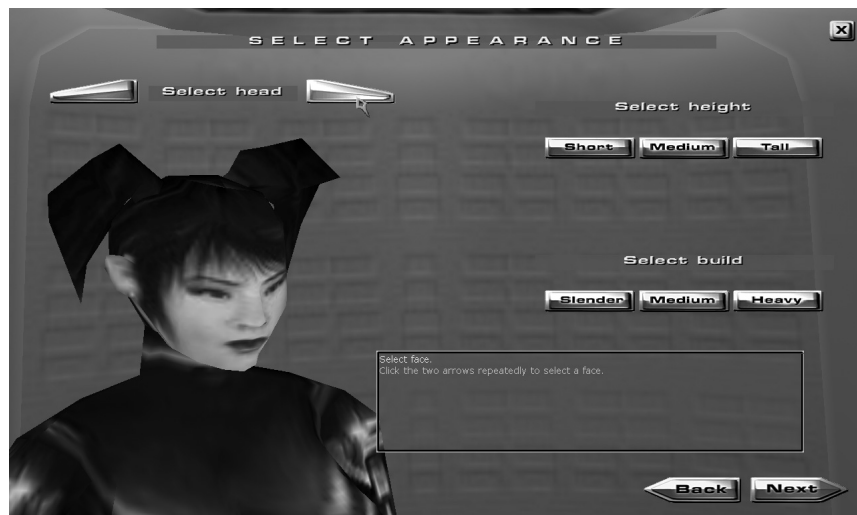 SELECT APPEARANCE
X
Select head
Select height
Short Medium Tall
Select build
Slender Medium Heavy
Select face.
Click the two arrows repeatedly to select a face.
Back Next